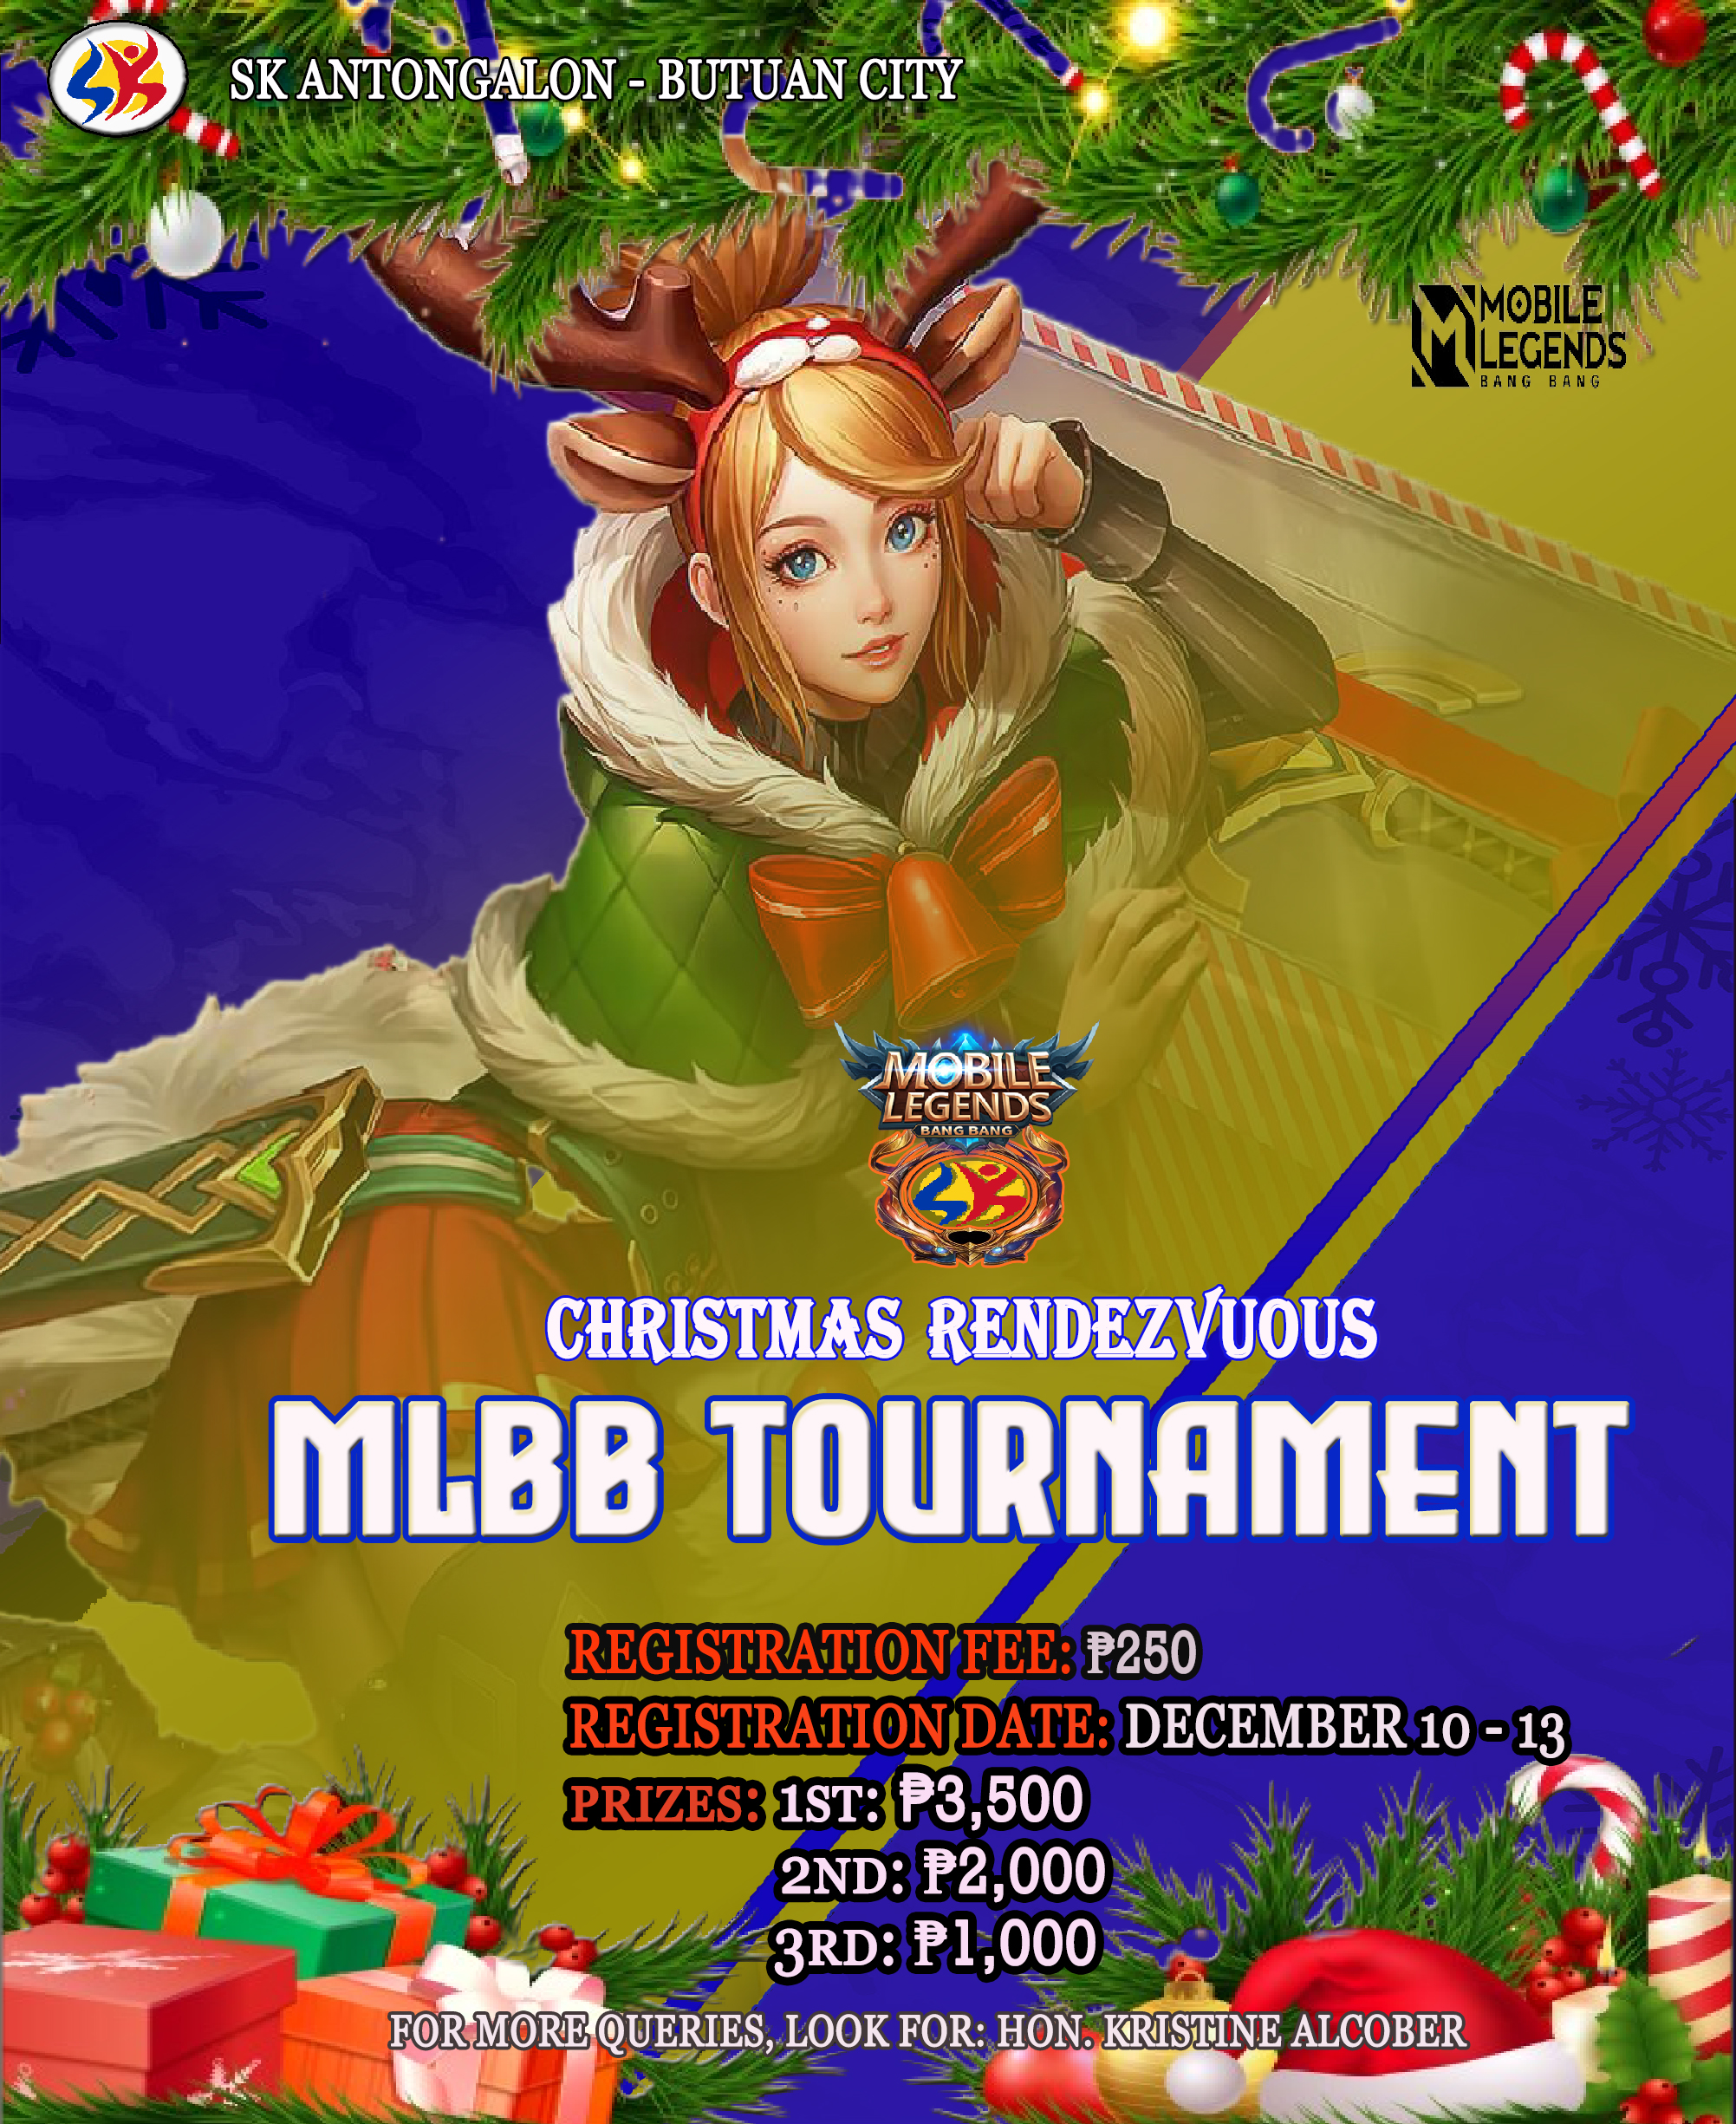 SK ANTONGALON - BUTUAN CITY
MOBILE
LEGENDS
BANG BANG
MOBILE
LEGENDS
BANG BANG
CHRISTMAS RENDEZVUOUS
MLBB TOURNAMENT
REGISTRATION FEE: ₱250
REGISTRATION DATE: DECEMBER 10 - 13
PRIZES: 1ST: ₱3,500
2ND: ₱2,000
3RD: ₱1,000
FOR MORE QUERIES, LOOK FOR: HON. KRISTINE ALCOBER